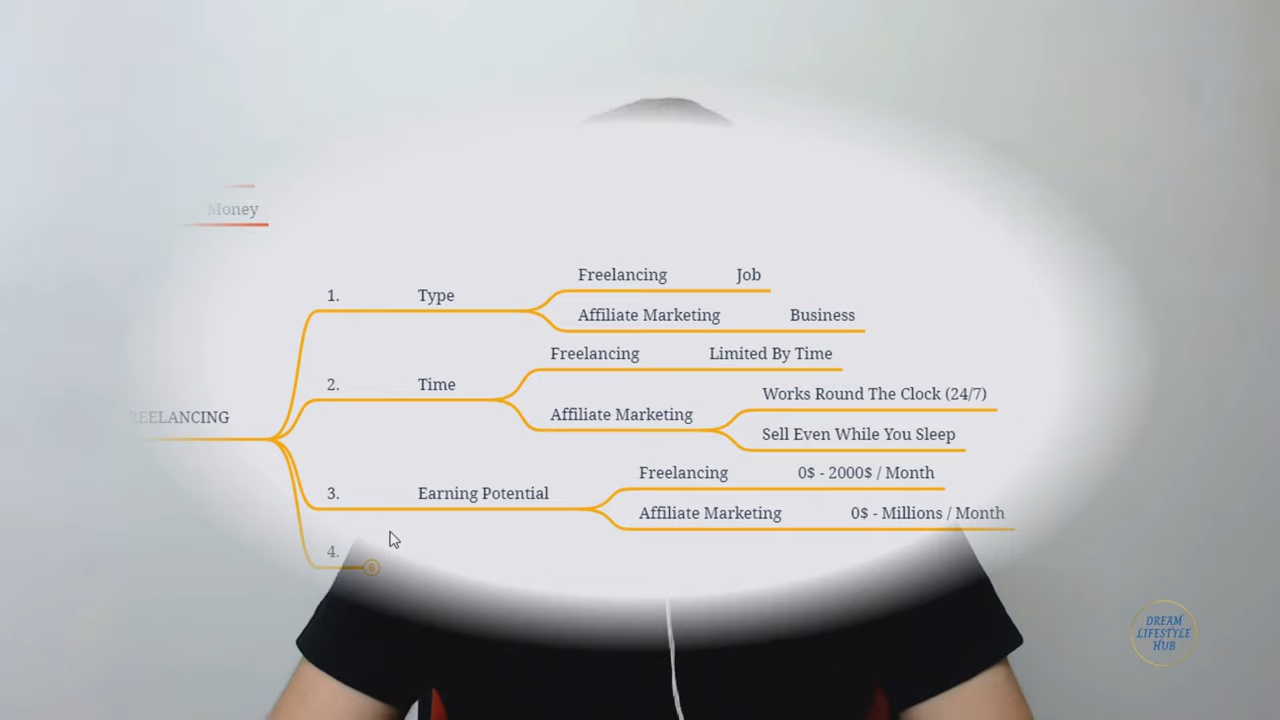 Money
1. Type
Freelancing Job
Affiliate Marketing Business
2. Time
Freelancing Limited By Time
Affiliate Marketing
Works Round The Clock (24/7)
Sell Even While You Sleep
REELANCING
3. Earning Potential
Freelancing 0$ - 2000$ / Month
Affiliate Marketing 0$ - Millions / Month
4.
6
DREAM
LIFESTYLE
HUB